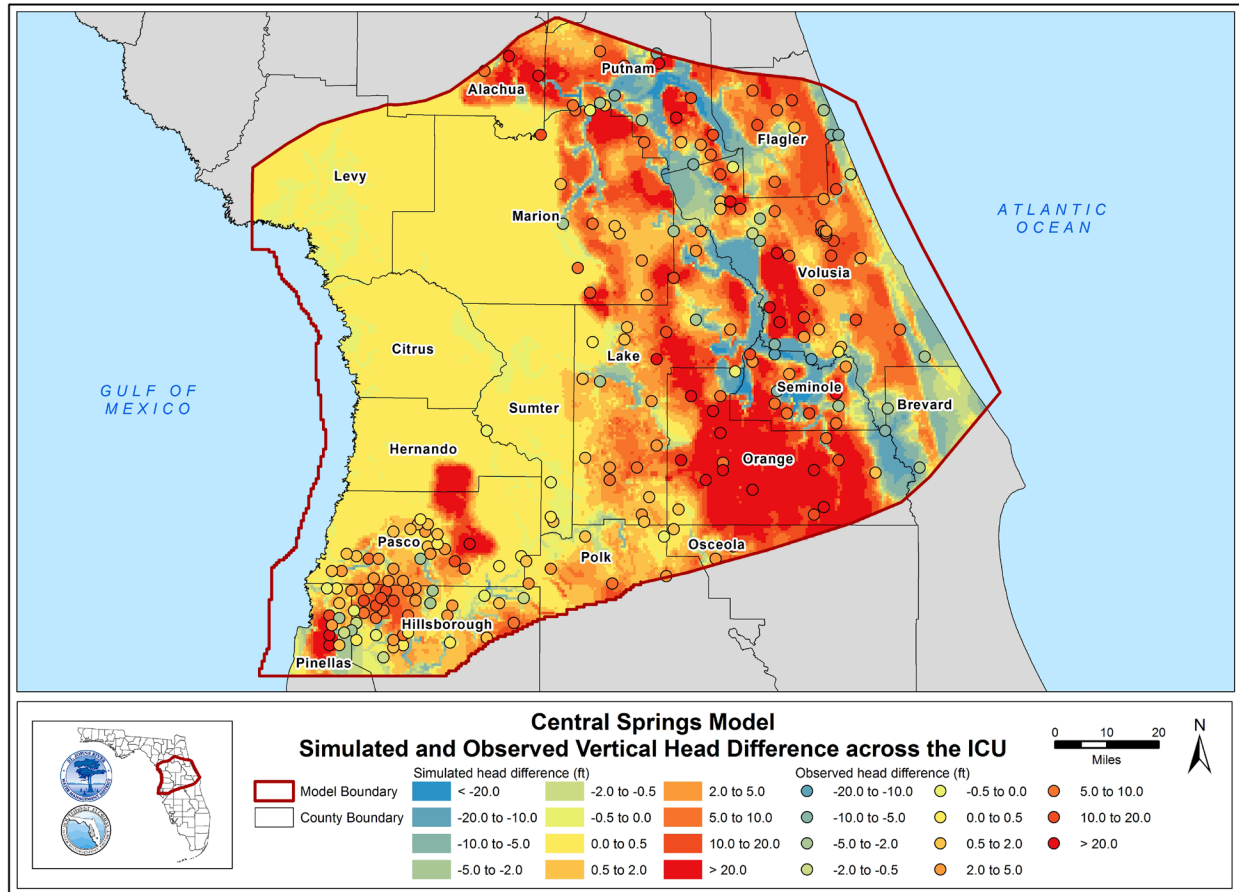 Putnam
Alachua
Flagler
Levy
Marion
ATLANTIC
OCEAN
Volusia
Citrus
Lake
GULF OF
MEXICO
Sumter
Seminole
Brevard
Hernando
Orange
Pasco
Polk
Osceola
Hillsborough
Pinellas
Central Springs Model
Simulated and Observed Vertical Head Difference across the ICU
0 5 10 20
Miles
N
Model Boundary
County Boundary
Simulated head difference (ft)
< -20.0
-20.0 to -10.0
-10.0 to -5.0
-5.0 to -2.0
-2.0 to -0.5
-0.5 to 0.0
0.0 to 0.5
0.5 to 2.0
2.0 to 5.0
5.0 to 10.0
10.0 to 20.0
> 20.0
Observed head difference (ft)
-20.0 to -10.0
-10.0 to -5.0
-5.0 to -2.0
-2.0 to -0.5
-0.5 to 0.0
0.0 to 0.5
0.5 to 2.0
2.0 to 5.0
5.0 to 10.0
10.0 to 20.0
> 20.0
ST. JOHNS RIVER
WATER MANAGEMENT DISTRICT